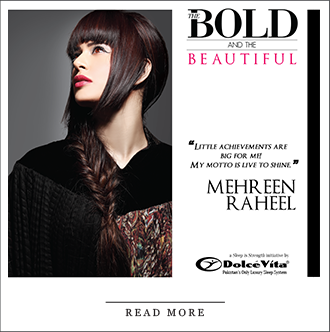 THE
BOLD
AND THE
BEAUTIFUL
"LITTLE ACHIEVEMENTS ARE
BIG FOR ME!
MY MOTTO IS LIVE TO SHINE."
MEHREEN
RAHEEL
a Sleep is Strength initiative by
DolceVita®
Pakistan's Only Luxury Sleep System
READ MORE